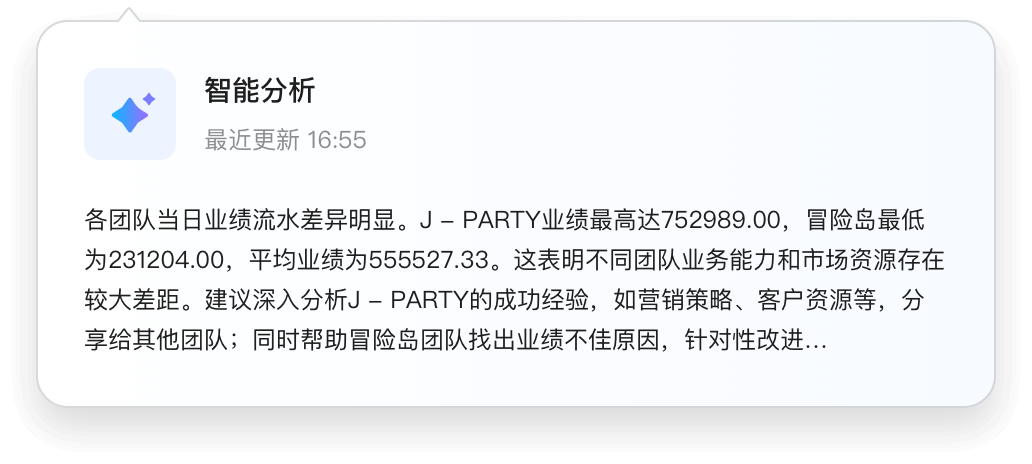 智能分析
最近更新 16:55
各团队当日业绩流水差异明显。J – PARTY业绩最高达752989.00，冒险岛最低
为231204.00，平均业绩为555527.33。这表明不同团队业务能力和市场资源存在
较大差距。建议深入分析J – PARTY的成功经验，如营销策略、客户资源等，分
享给其他团队；同时帮助冒险岛团队找出业绩不佳原因，针对性改进...